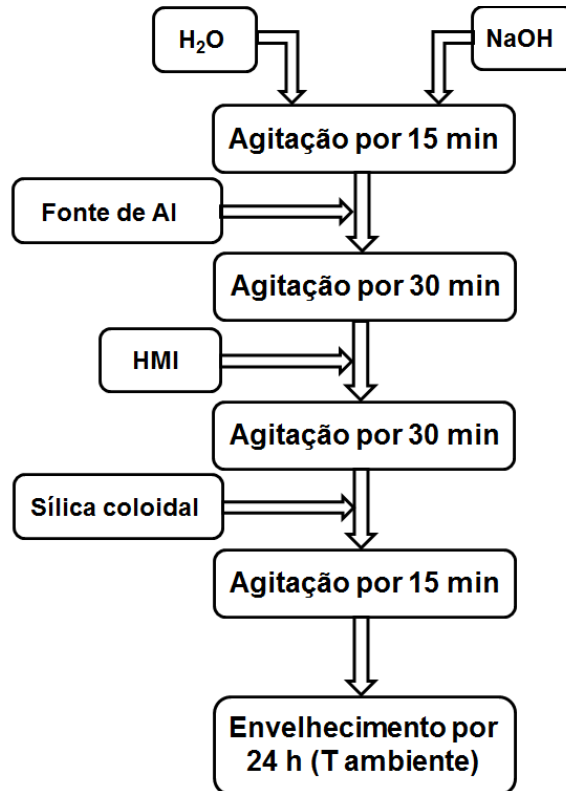 H₂O
NaOH
Agitação por 15 min
Fonte de Al
Agitação por 30 min
HMI
Agitação por 30 min
Sílica coloidal
Agitação por 15 min
Envelhecimento por
24 h (T ambiente)